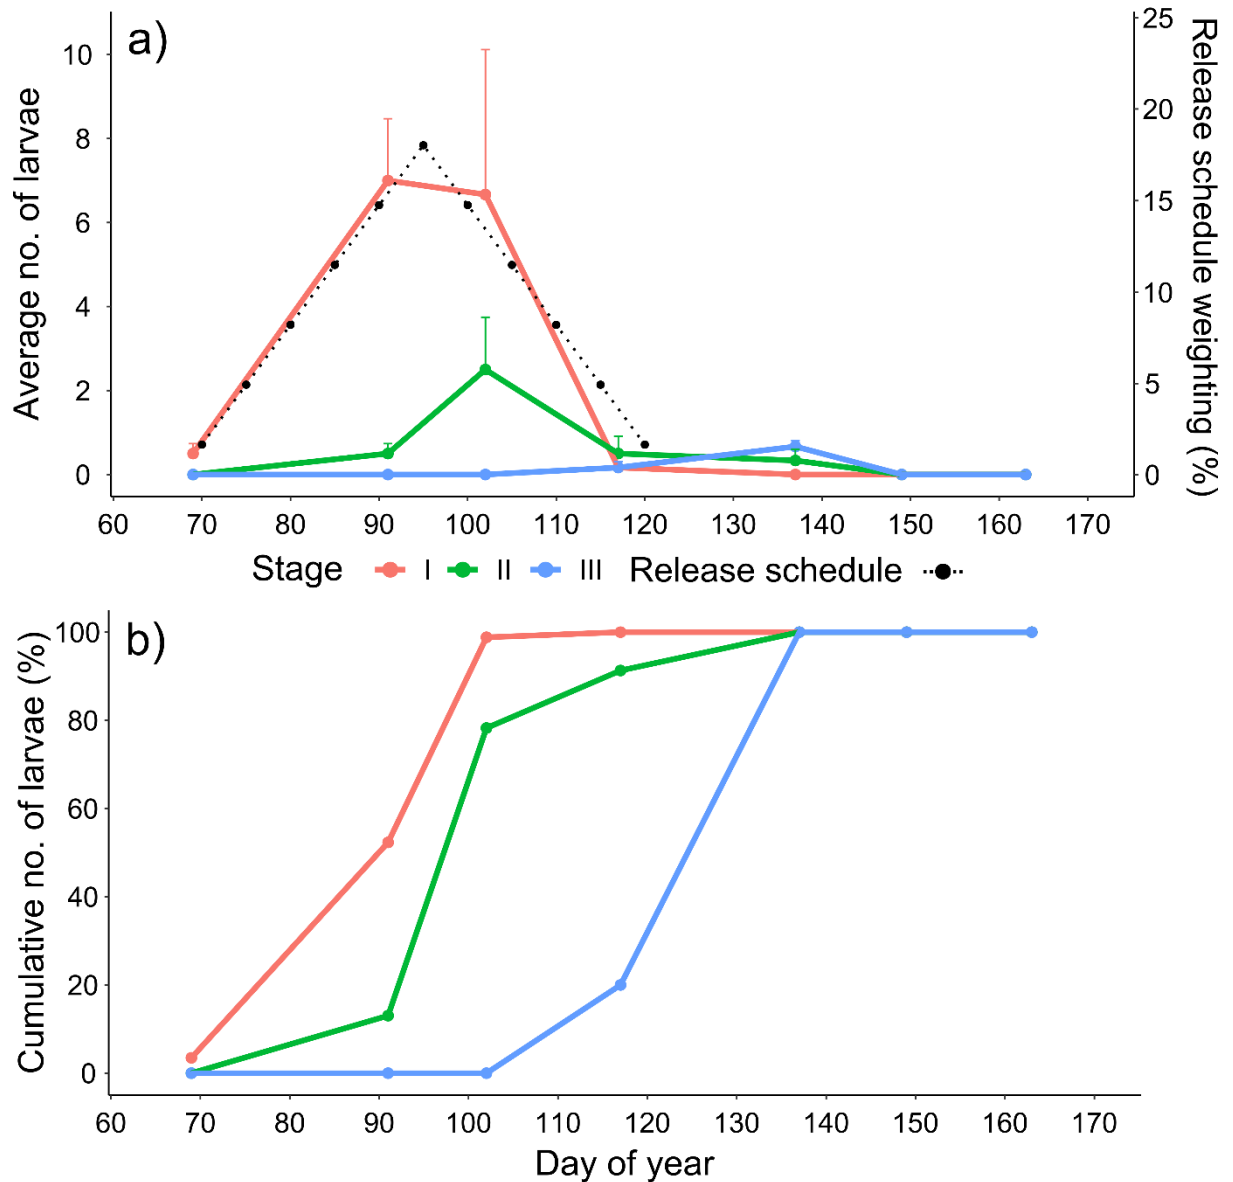 a)
Average no. of larvae
10
8
6
4
2
0
Release schedule weighting (%)
25
20
15
10
5
0
60 70 80 90 100 110 120 130 140 150 160 170
Stage I II III Release schedule
b)
Cumulative no. of larvae (%)
100
80
60
40
20
0
60 70 80 90 100 110 120 130 140 150 160 170
Day of year